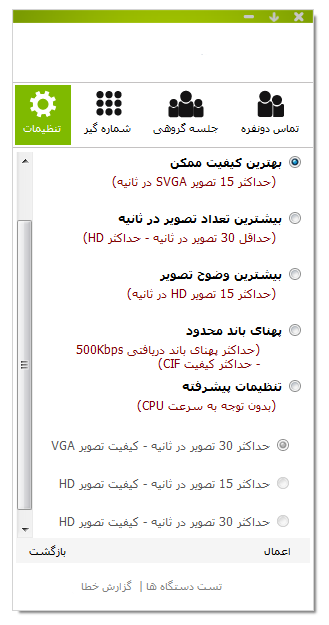 تماس دونفره
جلسه گروهی
شماره گیر
تنظیمات
بهترین کیفیت ممکن
(حداکثر 15 تصویر SVGA در ثانیه)
بیشترین تعداد تصویر در ثانیه
(حداقل 30 تصویر در ثانیه - حداکثر HD)
بیشترین وضوح تصویر
(حداکثر 15 تصویر HD در ثانیه)
پهنای باند محدود
(حداکثر پهنای باند دریافتی 500Kbps
- حداکثر کیفیت CIF)
تنظیمات پیشرفته
(بدون توجه به سرعت CPU)
حداکثر 30 تصویر در ثانیه - کیفیت تصویر VGA
حداکثر 15 تصویر در ثانیه - کیفیت تصویر HD
حداکثر 30 تصویر در ثانیه - کیفیت تصویر HD
اعمال بازگشت
تست دستگاه ها | گزارش خطا